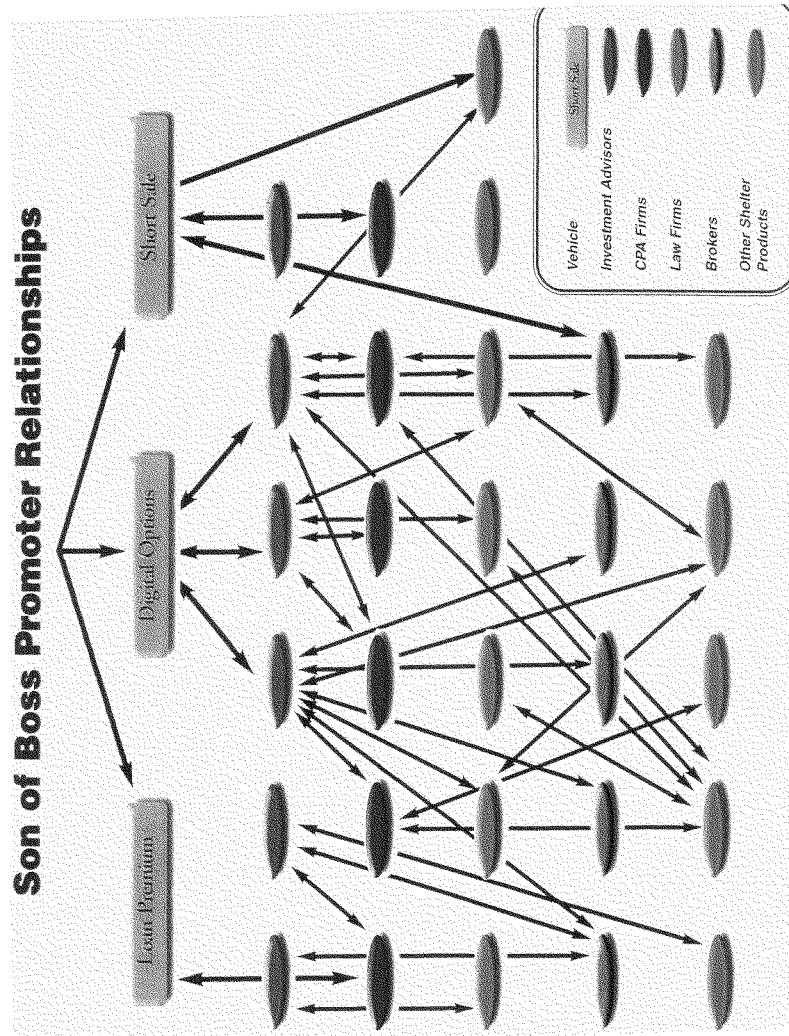 Son of Boss Promoter Relationships
Loan Premium
Digital Options
Short Sale
Vehicle
Short Sale
Investment Advisors
CPA Firms
Law Firms
Brokers
Other Shelter
Products